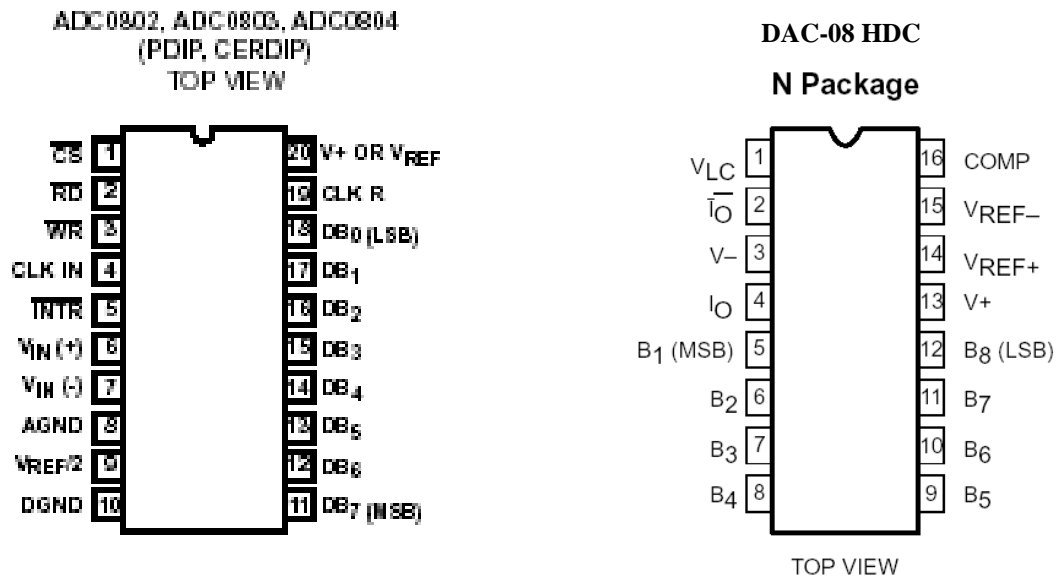 ADC0802, ADC0803, ADC0804
(PDIP, CERDIP)
TOP VIEW
CS 1
RD 2
WR 3
CLK IN 4
INTR 5
VIN (+) 6
VIN (-) 7
AGND 8
VREF/2 9
DGND 10
20 V+ OR VREF
19 CLK R
18 DB0 (LSB)
17 DB1
16 DB2
15 DB3
14 DB4
13 DB5
12 DB6
11 DB7 (MSB)
DAC-08 HDC
N Package
VLC 1
IO 2
V– 3
IO 4
B1 (MSB) 5
B2 6
B3 7
B4 8
16 COMP
15 VREF–
14 VREF+
13 V+
12 B8 (LSB)
11 B7
10 B6
9 B5
TOP VIEW